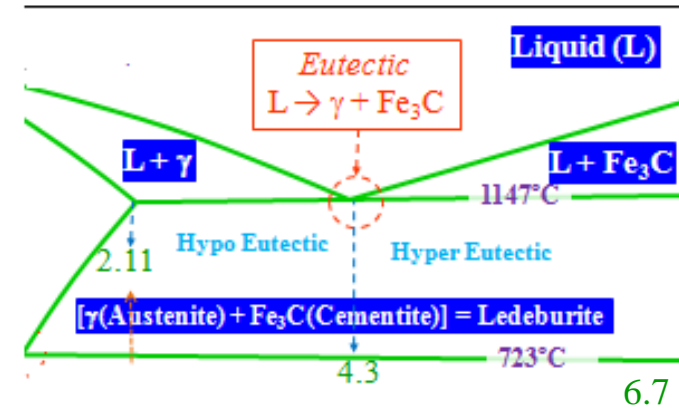 Liquid (L)
Eutectic
L → γ + Fe₃C
L + γ
L + Fe₃C
1147°C
Hypo Eutectic
Hyper Eutectic
2.11
[γ(Austenite) + Fe₃C(Cementite)] = Ledeburite
723°C
4.3
6.7